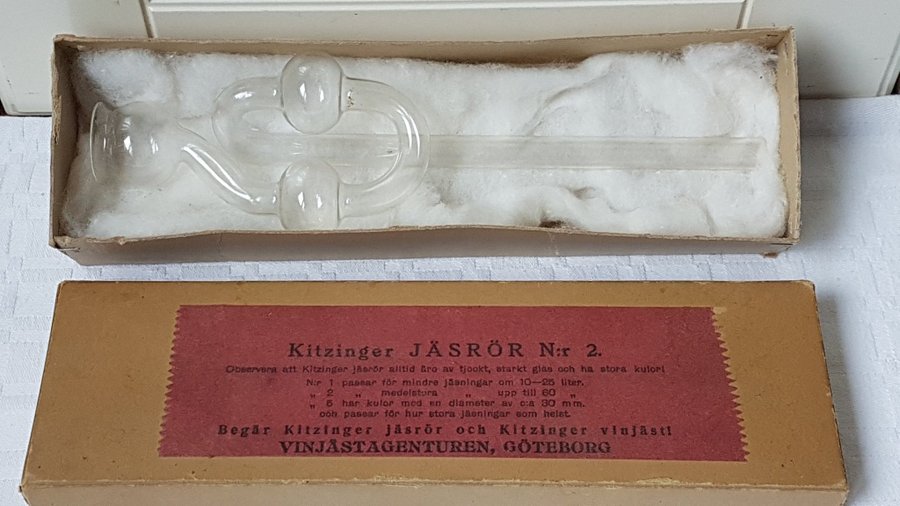 Kitzinger JÄSRÖR N:r 2.
Observera att Kitzinger jäsrör alltid äro av tjockt, starkt glas och ha stora kulor!
N:r 1 passar för mindre jäsningar om 10—25 liter.
„ 2 „ medelstora „ upp till 60 „
„ 5 har kulor med en diameter av c:a 30 mm.
och passar för hur stora jäsningar som helst.
Begär Kitzinger jäsrör och Kitzinger vinjäst!
VINJÄSTAGENTUREN, GÖTEBORG